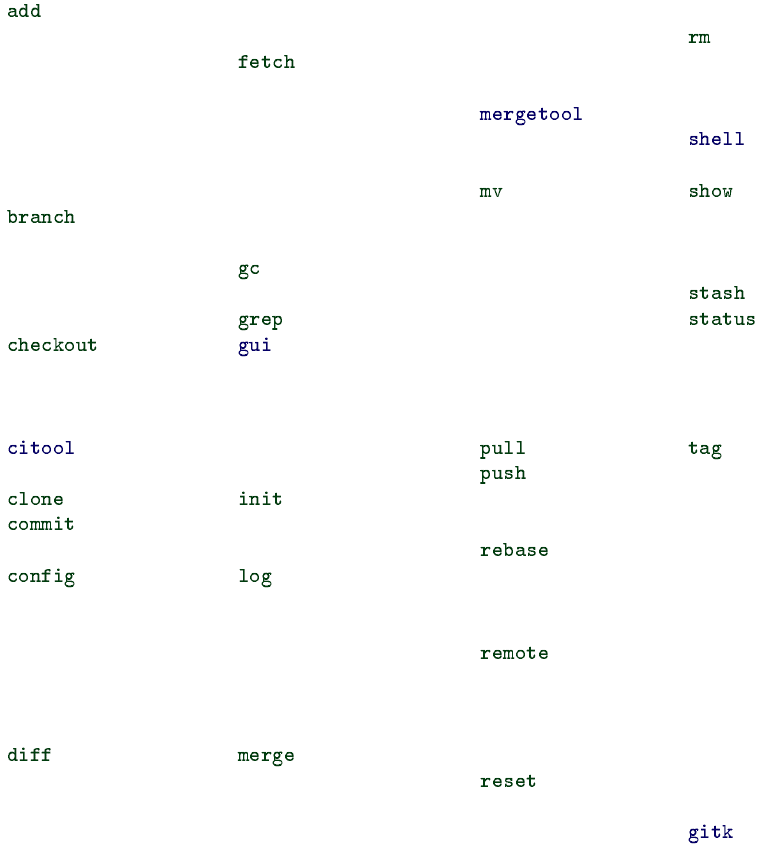 add
branch
checkout
citool
clone
commit
config
diff
fetch
gc
grep
gui
init
log
merge
mergetool
mv
pull
push
rebase
remote
reset
rm
shell
show
stash
status
tag
gitk